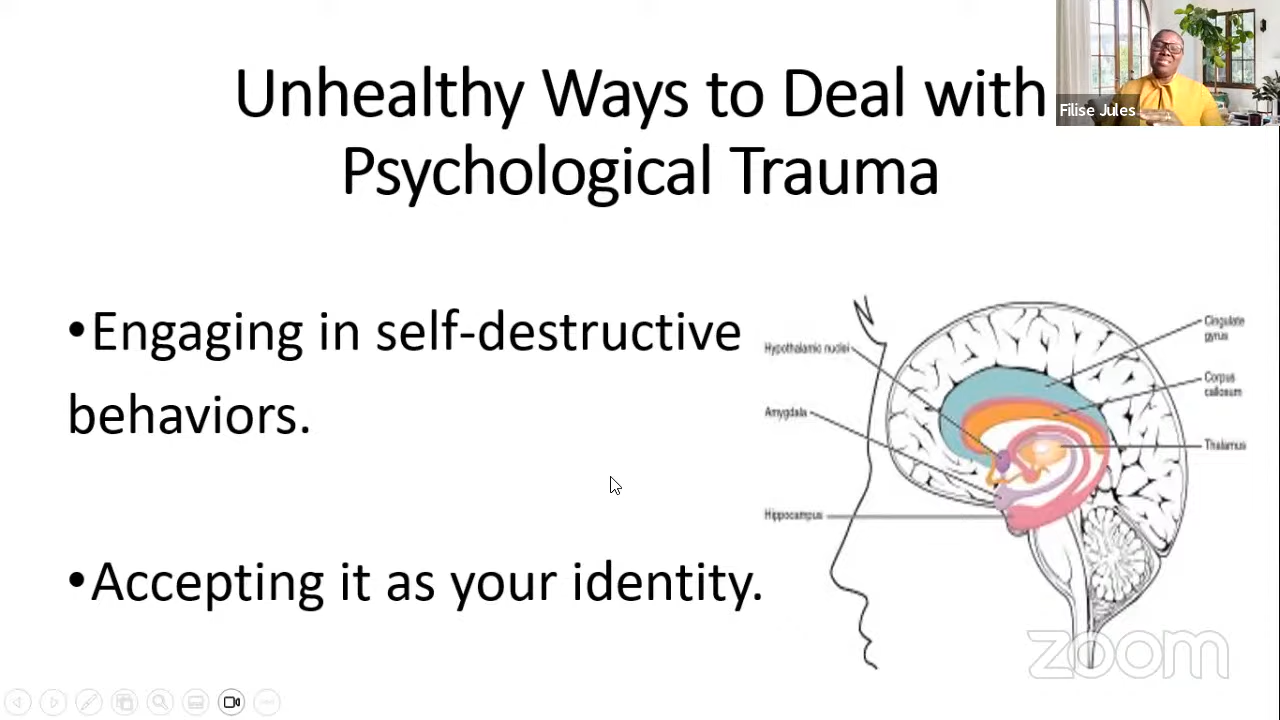 Unhealthy Ways to Deal with
Psychological Trauma
Filise Jules
•Engaging in self-destructive
behaviors.
•Accepting it as your identity.
Hypothalamic nuclei
Amygdala
Hippocampus
Cingulate
gyrus
Corpus
callosum
Thalamus
zoom